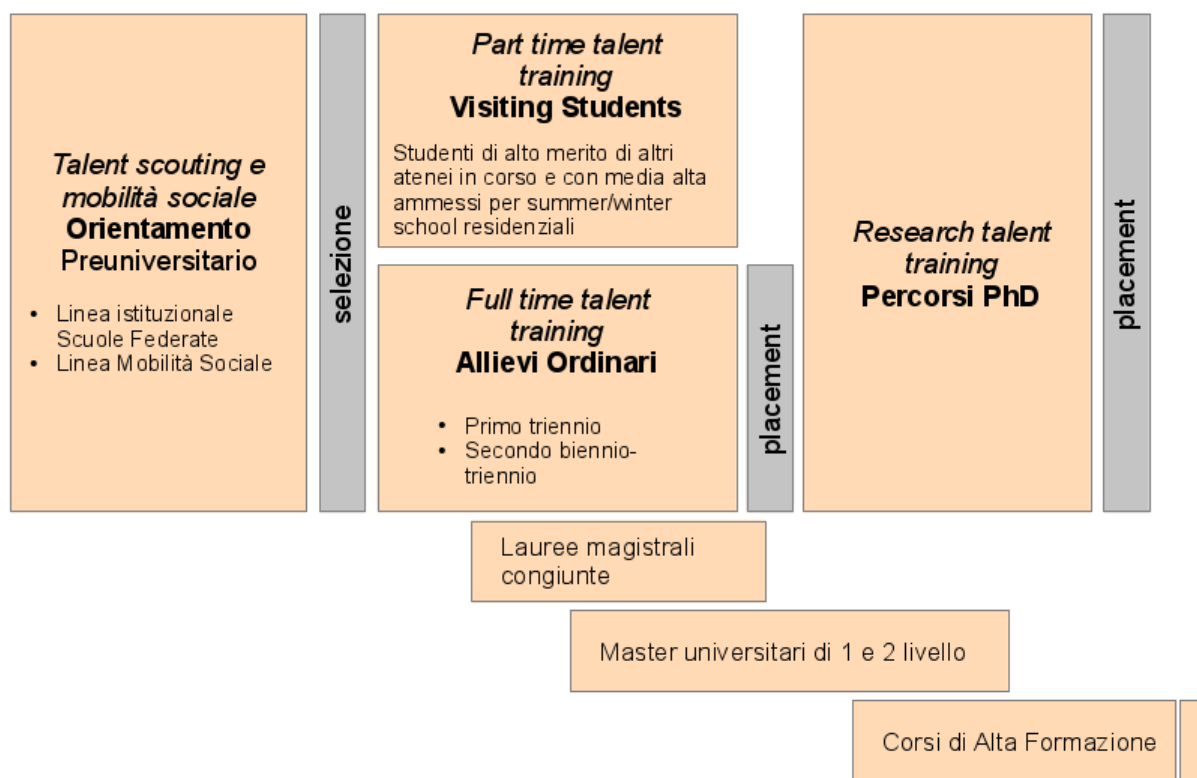 Talent scouting e
mobilità sociale
Orientamento
Preuniversitario
• Linea istituzionale
Scuole Federate
• Linea Mobilità Sociale
selezione
Part time talent
training
Visiting Students
Studenti di alto merito di altri
atenei in corso e con media alta
ammessi per summer/winter
school residenziali
Full time talent
training
Allievi Ordinari
• Primo triennio
• Secondo biennio-
triennio
placement
Research talent
training
Percorsi PhD
placement
Lauree magistrali
congiunte
Master universitari di 1 e 2 livello
Corsi di Alta Formazione